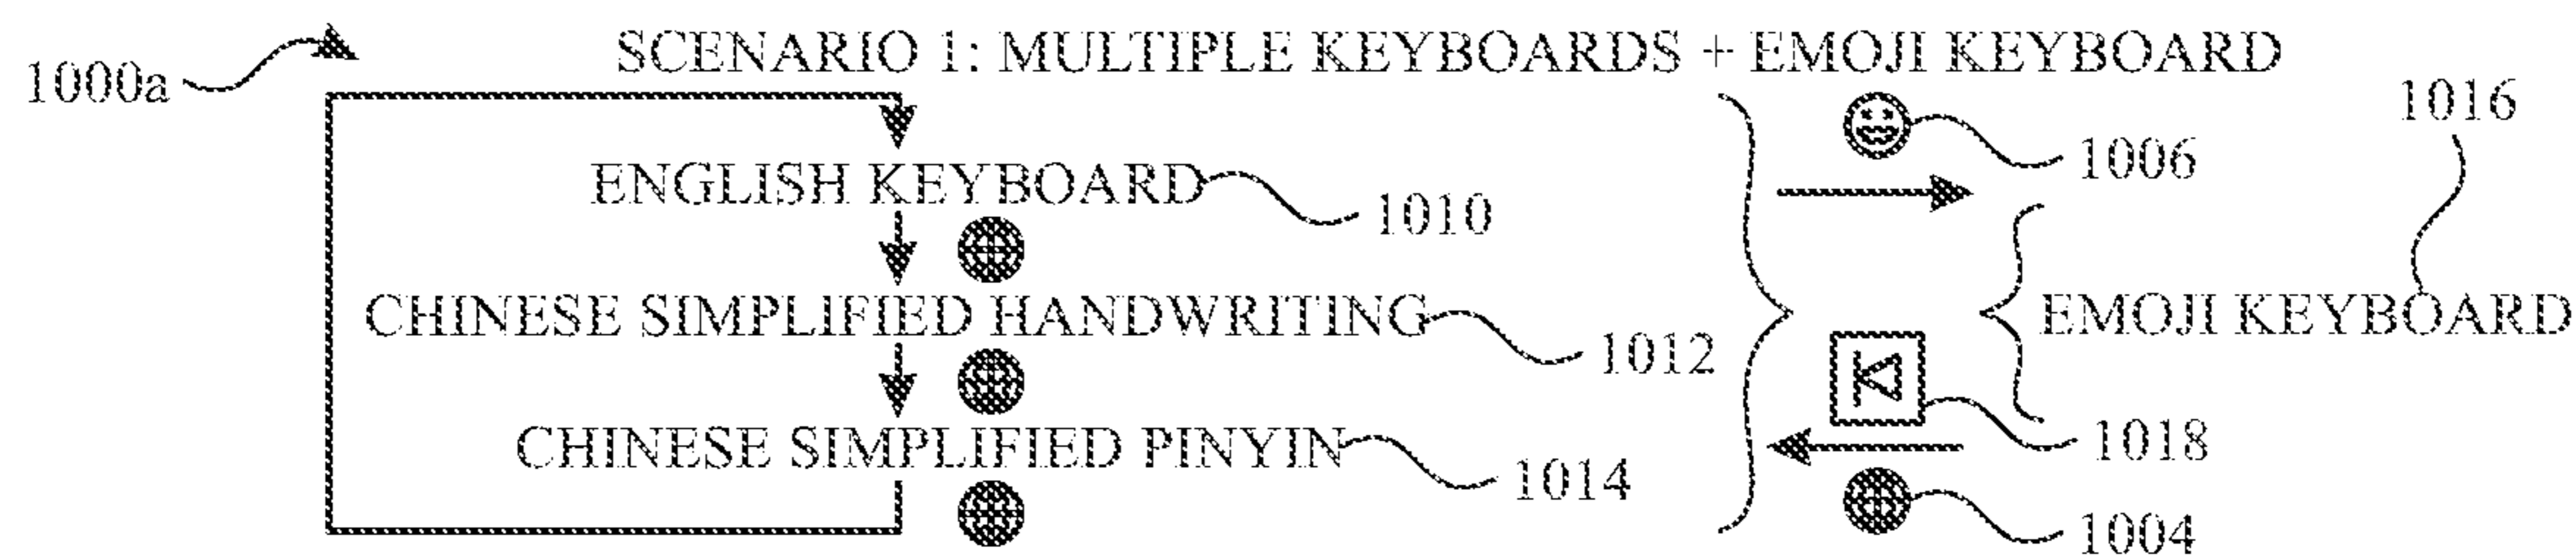 SCENARIO 1: MULTIPLE KEYBOARDS + EMOJI KEYBOARD
1000a
1016
1006
ENGLISH KEYBOARD
1010
CHINESE SIMPLIFIED HANDWRITING
EMOJI KEYBOARD
1012
CHINESE SIMPLIFIED PINYIN
1018
1014
1004